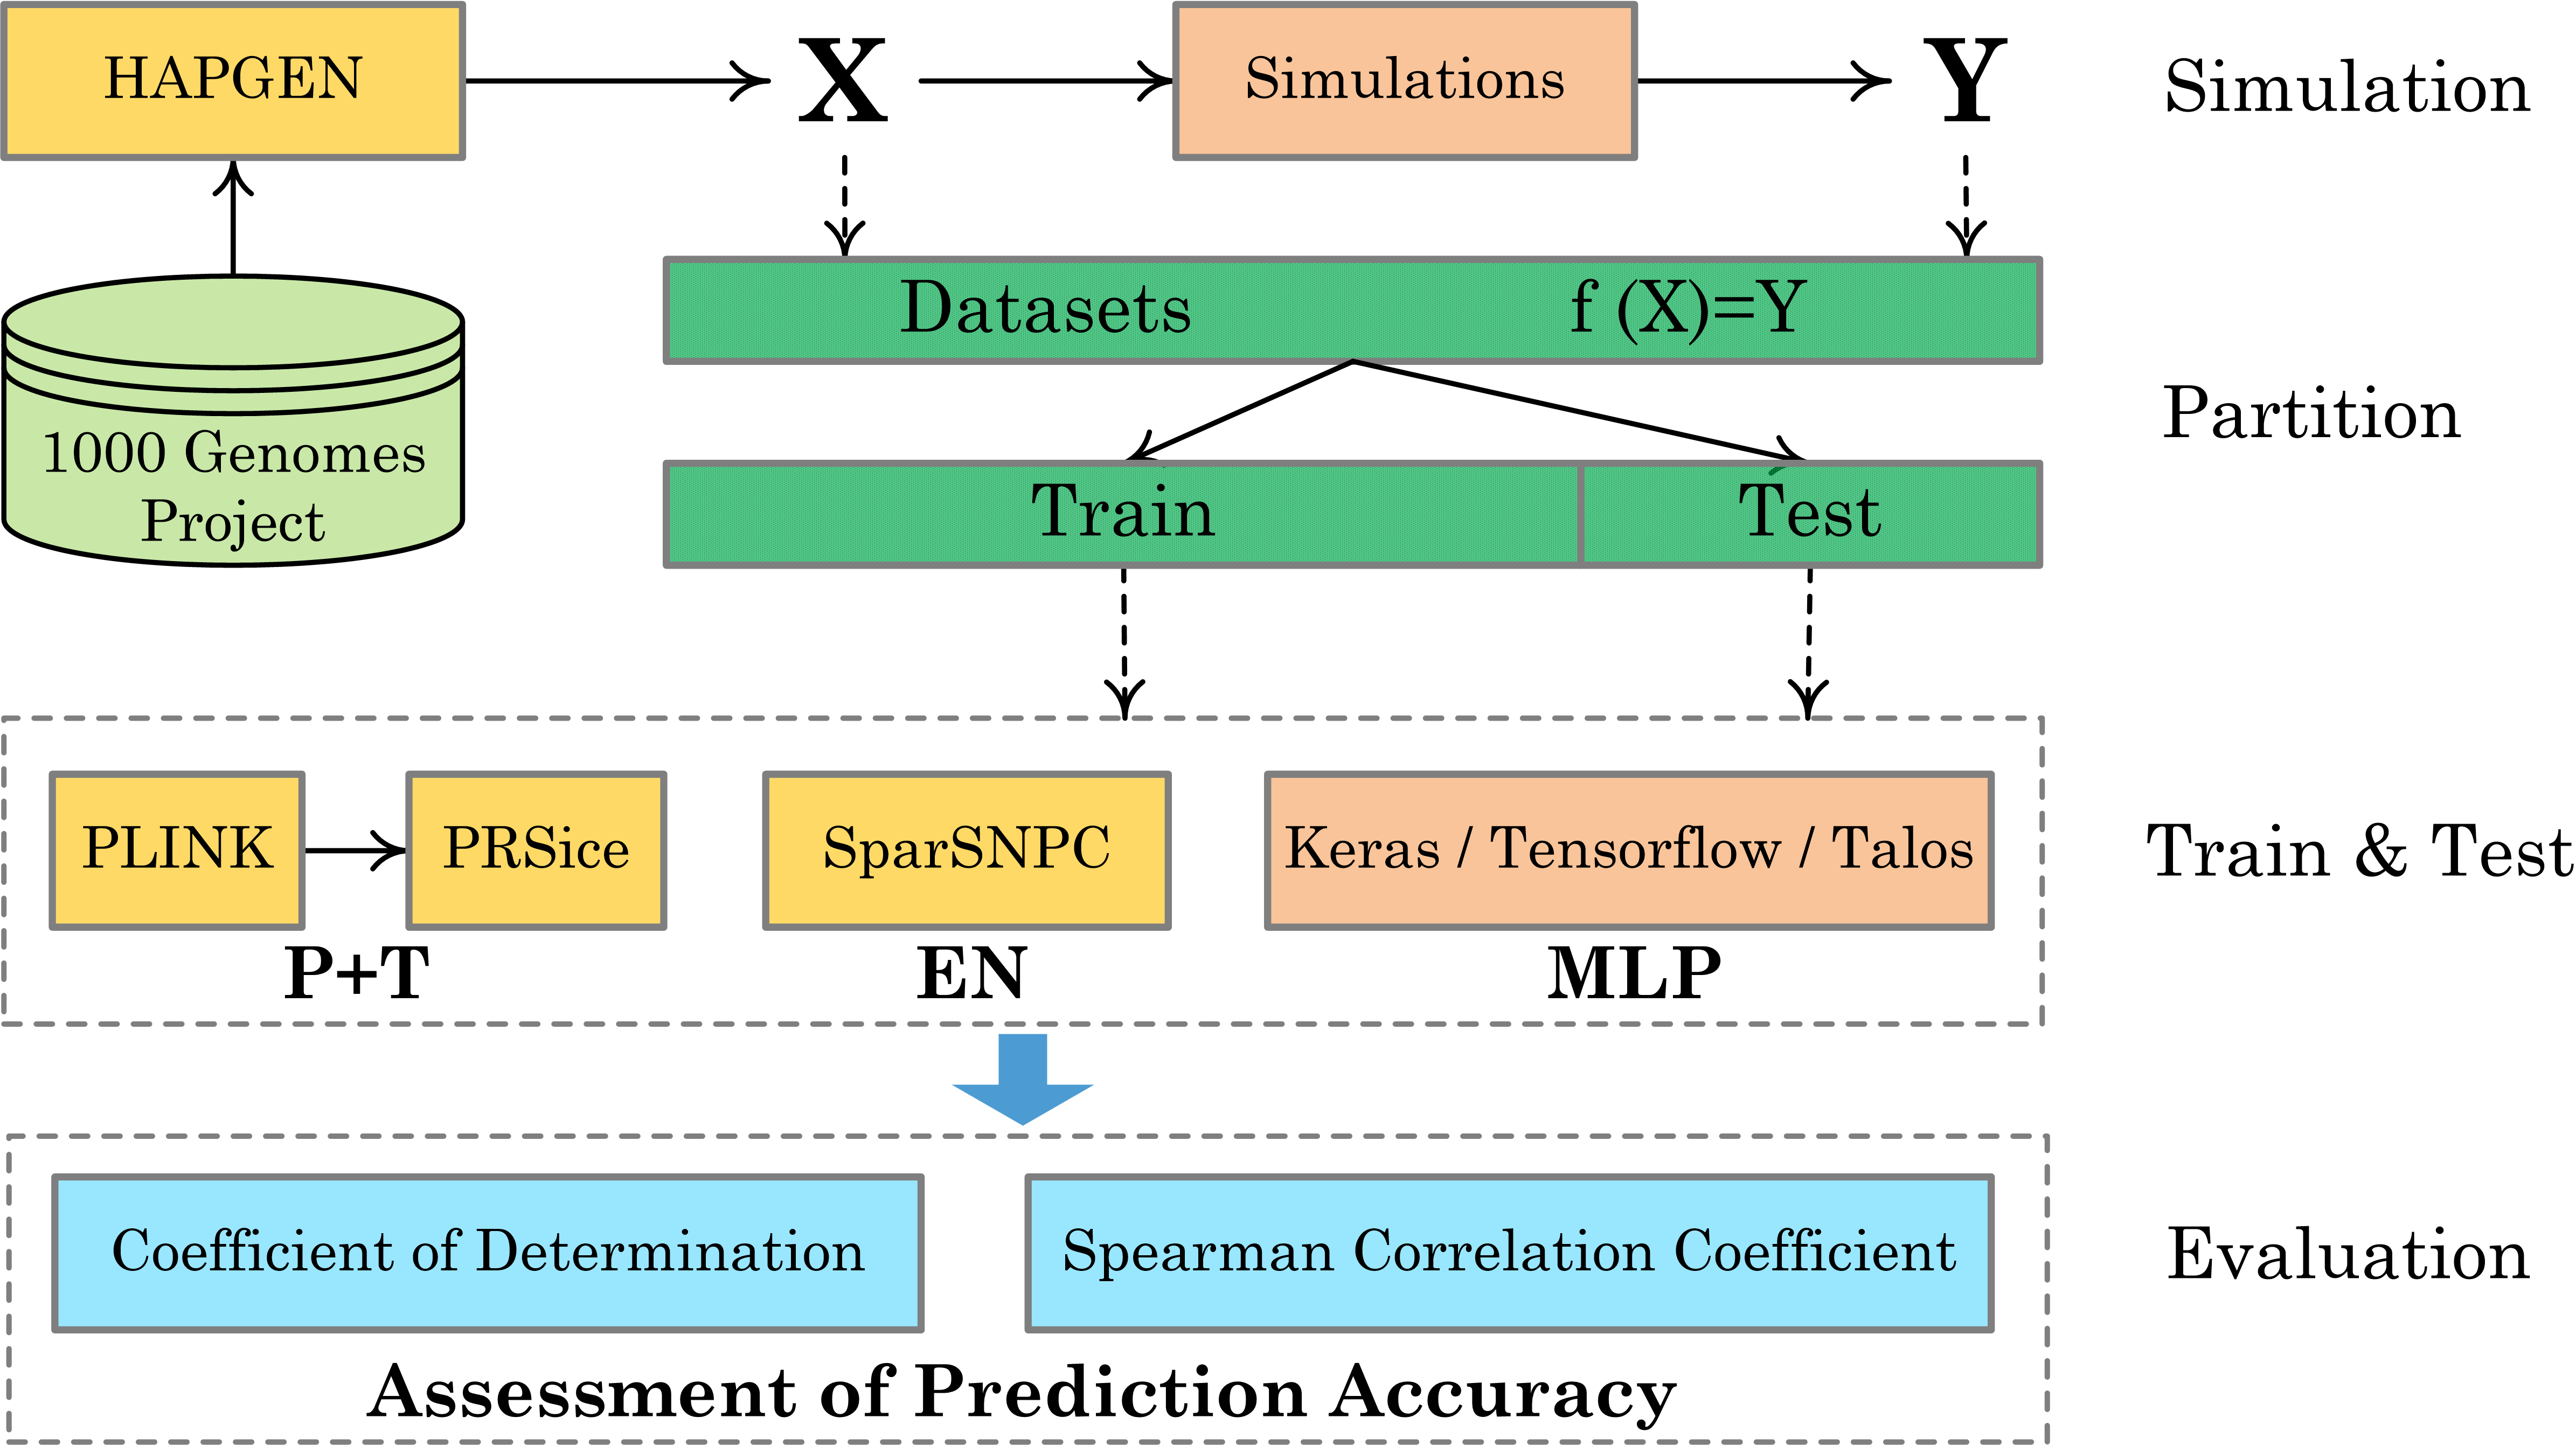 HAPGEN
X
Simulations
Y
Simulation
1000 Genomes
Project
Datasets
f (X)=Y
Partition
Train
Test
PLINK
PRSice
SparSNPC
Keras / Tensorflow / Talos
Train & Test
P+T
EN
MLP
Coefficient of Determination
Spearman Correlation Coefficient
Evaluation
Assessment of Prediction Accuracy